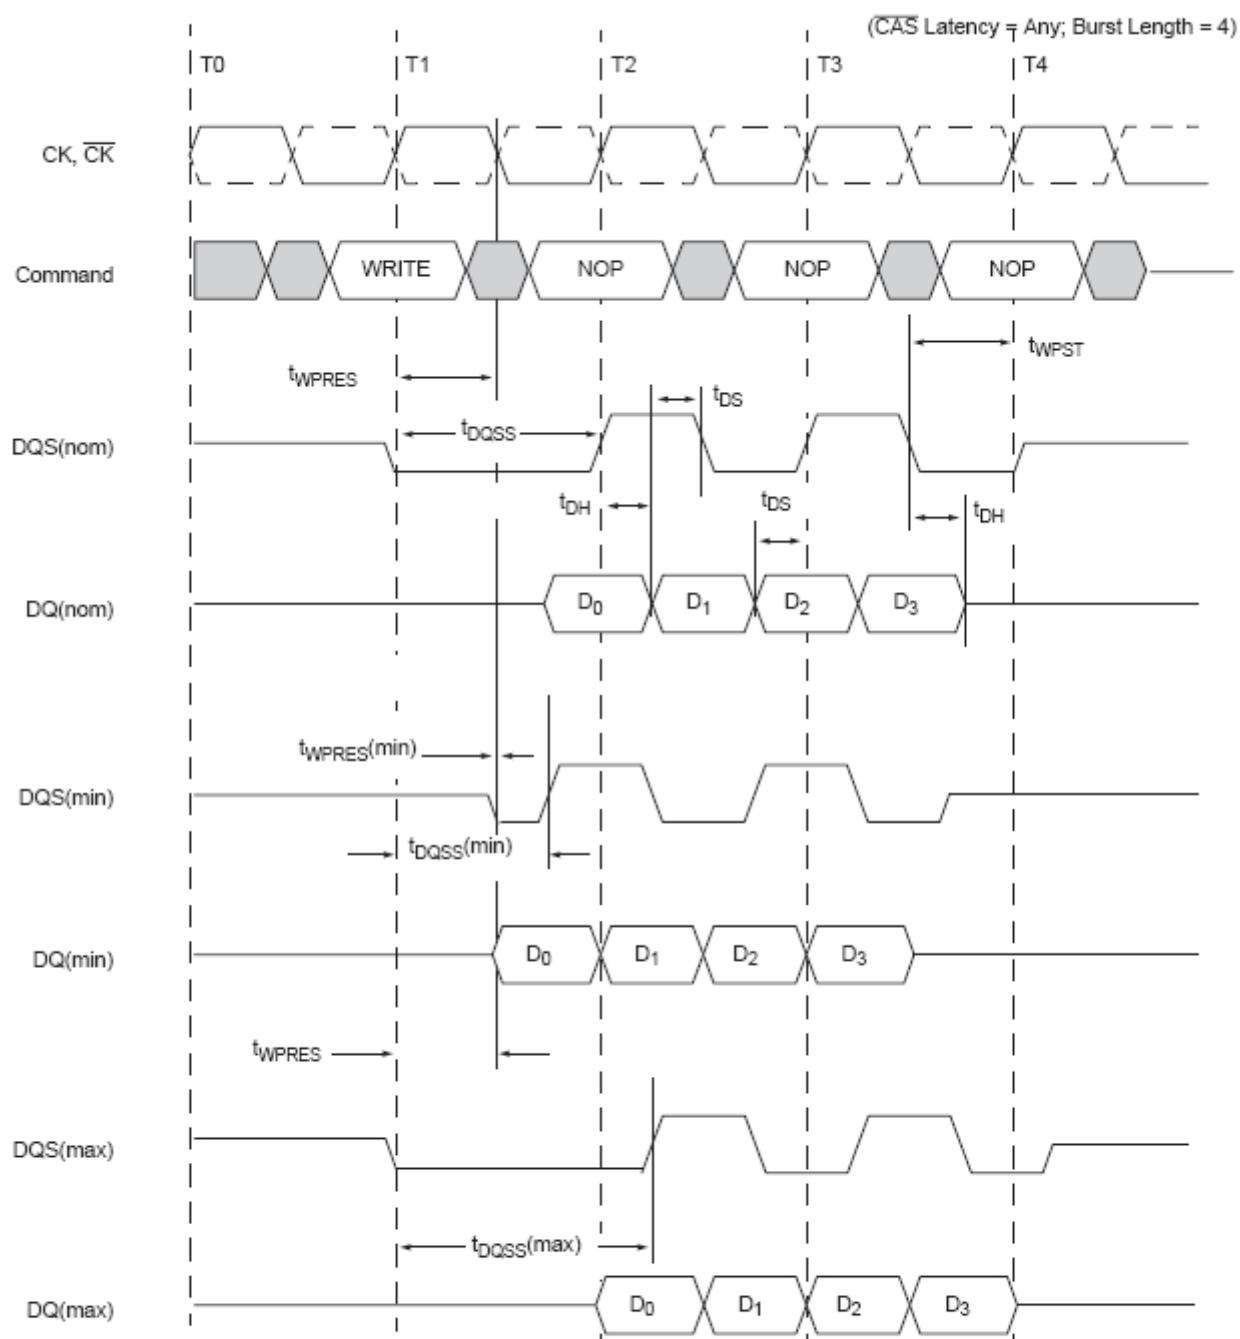 (CAS Latency = Any; Burst Length = 4)
T0 T1 T2 T3 T4
CK, CK
Command WRITE NOP NOP NOP
tWPST
tWPRES
tDS
DQS(nom) tDQSS
tDH tDS tDH
DQ(nom) D0 D1 D2 D3
tWPRES(min)
DQS(min)
tDQSS(min)
DQ(min) D0 D1 D2 D3
tWPRES
DQS(max)
tDQSS(max)
DQ(max) D0 D1 D2 D3